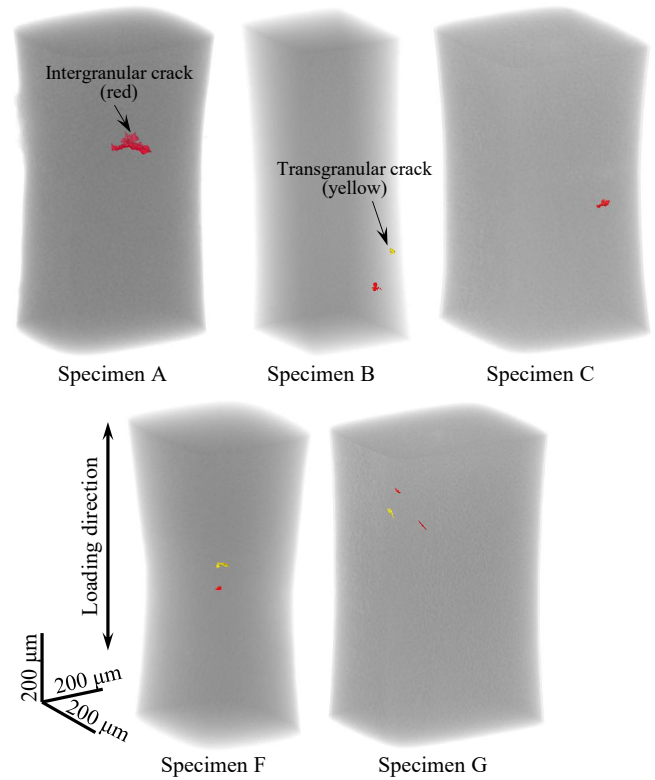 Intergranular crack
(red)
Transgranular crack
(yellow)
Specimen A
Specimen B
Specimen C
Loading direction
200 μm
200 μm
200 μm
Specimen F
Specimen G